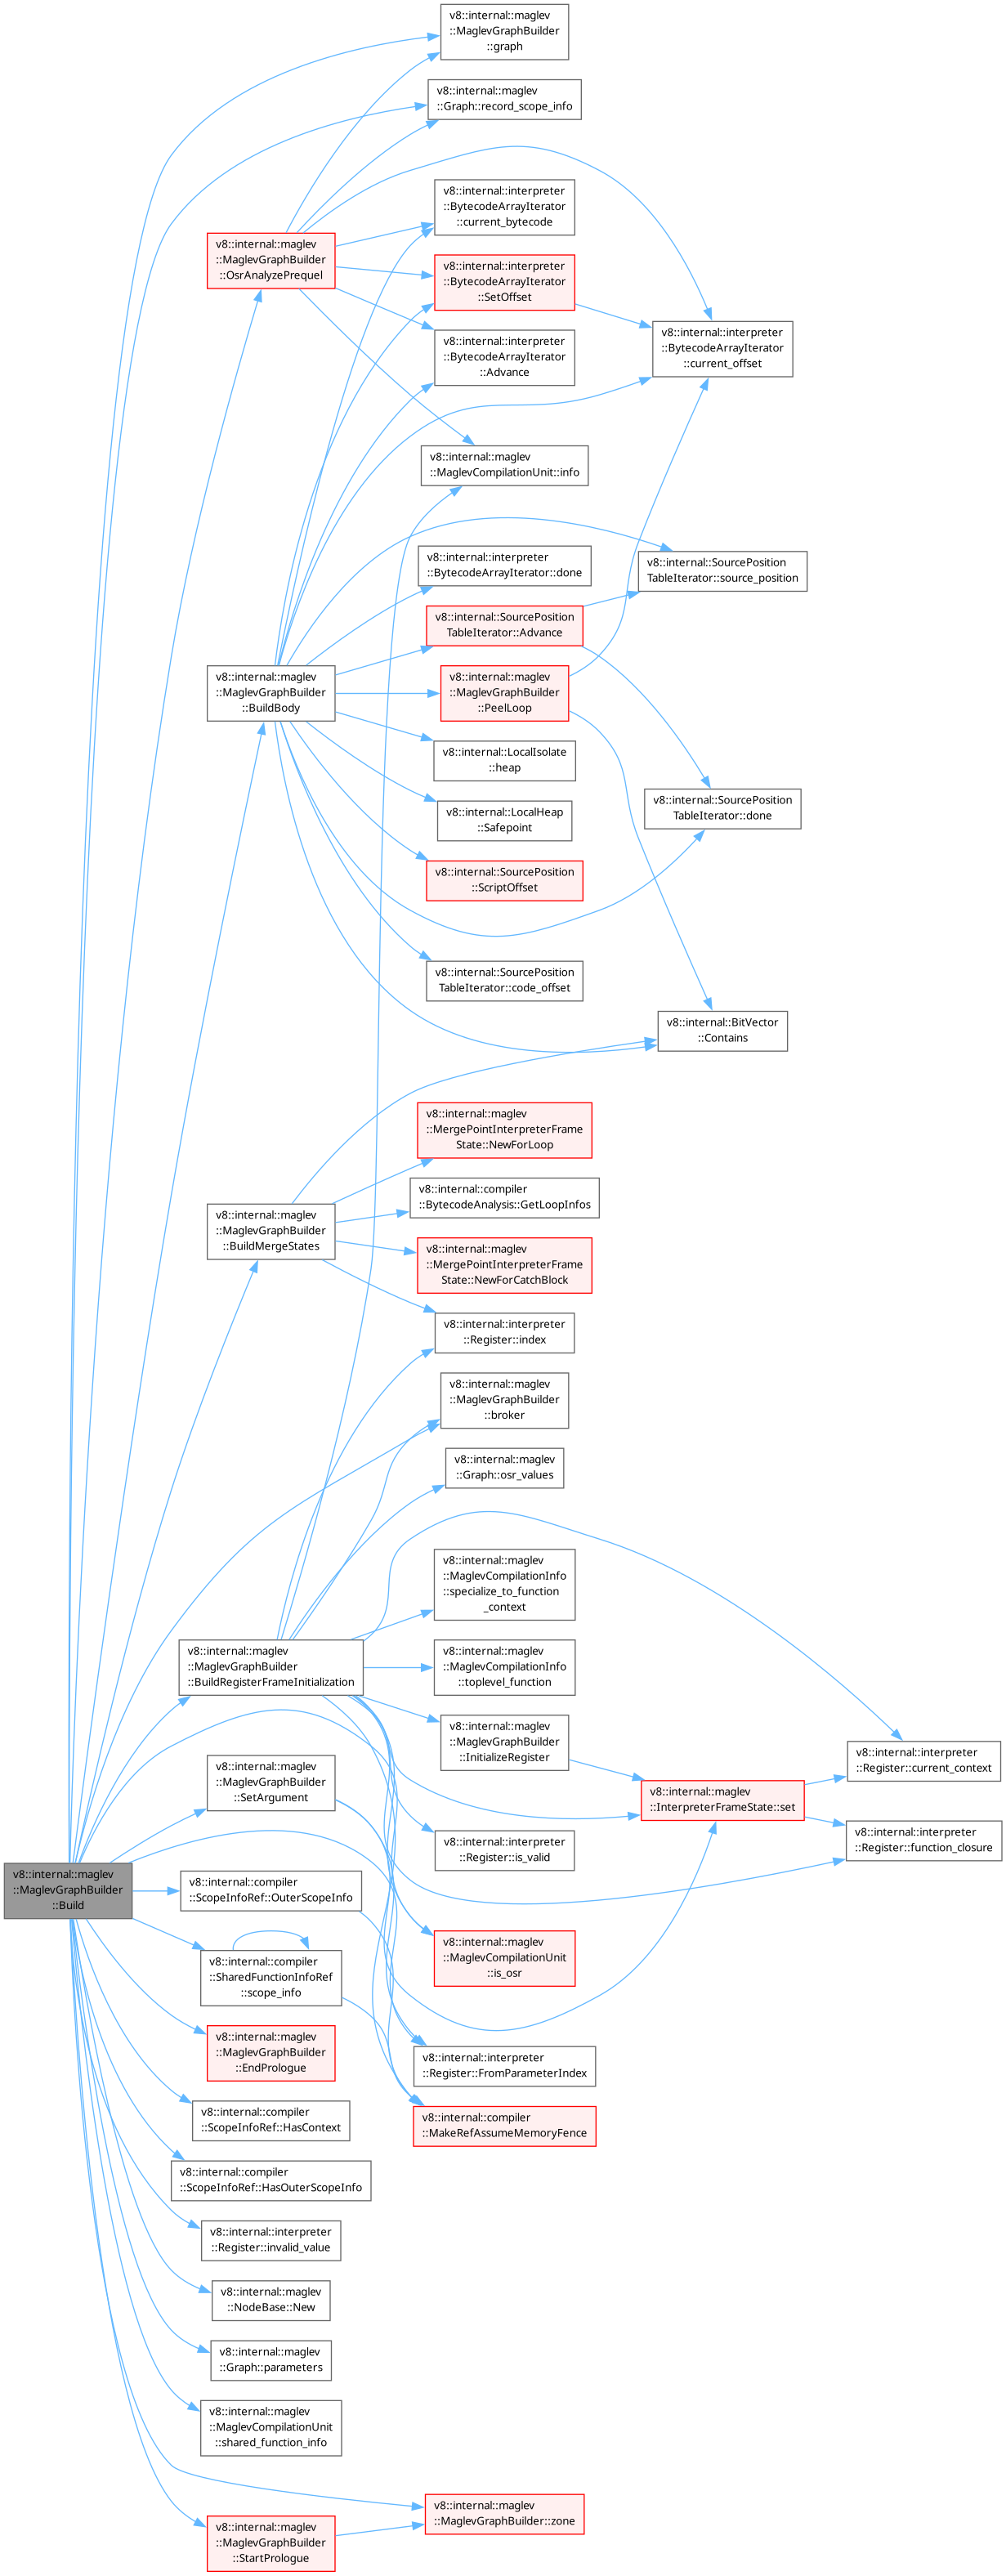 v8::internal::maglev
::MaglevGraphBuilder
::graph
v8::internal::maglev
::Graph::record_scope_info
v8::internal::interpreter
::BytecodeArrayIterator
::current_bytecode
v8::internal::maglev
::MaglevGraphBuilder
::OsrAnalyzePrequel
v8::internal::interpreter
::BytecodeArrayIterator
::SetOffset
v8::internal::interpreter
::BytecodeArrayIterator
::Advance
v8::internal::interpreter
::BytecodeArrayIterator
::current_offset
v8::internal::maglev
::MaglevCompilationUnit::info
v8::internal::interpreter
::BytecodeArrayIterator::done
v8::internal::SourcePosition
TableIterator::source_position
v8::internal::SourcePosition
TableIterator::Advance
v8::internal::maglev
::MaglevGraphBuilder
::BuildBody
v8::internal::maglev
::MaglevGraphBuilder
::PeelLoop
v8::internal::LocalIsolate
::heap
v8::internal::LocalHeap
::Safepoint
v8::internal::SourcePosition
TableIterator::done
v8::internal::SourcePosition
::ScriptOffset
v8::internal::SourcePosition
TableIterator::code_offset
v8::internal::BitVector
::Contains
v8::internal::maglev
::MergePointInterpreterFrame
State::NewForLoop
v8::internal::compiler
::BytecodeAnalysis::GetLoopInfos
v8::internal::maglev
::MaglevGraphBuilder
::BuildMergeStates
v8::internal::maglev
::MergePointInterpreterFrame
State::NewForCatchBlock
v8::internal::interpreter
::Register::index
v8::internal::maglev
::MaglevGraphBuilder
::broker
v8::internal::maglev
::Graph::osr_values
v8::internal::maglev
::MaglevCompilationInfo
::specialize_to_function
_context
v8::internal::maglev
::MaglevGraphBuilder
::BuildRegisterFrameInitialization
v8::internal::maglev
::MaglevCompilationInfo
::toplevel_function
v8::internal::maglev
::MaglevGraphBuilder
::InitializeRegister
v8::internal::interpreter
::Register::current_context
v8::internal::maglev
::MaglevGraphBuilder
::SetArgument
v8::internal::maglev
::InterpreterFrameState::set
v8::internal::interpreter
::Register::is_valid
v8::internal::interpreter
::Register::function_closure
v8::internal::maglev
::MaglevGraphBuilder
::Build
v8::internal::compiler
::ScopeInfoRef::OuterScopeInfo
v8::internal::maglev
::MaglevCompilationUnit
::is_osr
v8::internal::compiler
::SharedFunctionInfoRef
::scope_info
v8::internal::maglev
::MaglevGraphBuilder
::EndPrologue
v8::internal::interpreter
::Register::FromParameterIndex
v8::internal::compiler
::ScopeInfoRef::HasContext
v8::internal::compiler
::MakeRefAssumeMemoryFence
v8::internal::compiler
::ScopeInfoRef::HasOuterScopeInfo
v8::internal::interpreter
::Register::invalid_value
v8::internal::maglev
::NodeBase::New
v8::internal::maglev
::Graph::parameters
v8::internal::maglev
::MaglevCompilationUnit
::shared_function_info
v8::internal::maglev
::MaglevGraphBuilder::zone
v8::internal::maglev
::MaglevGraphBuilder
::StartPrologue